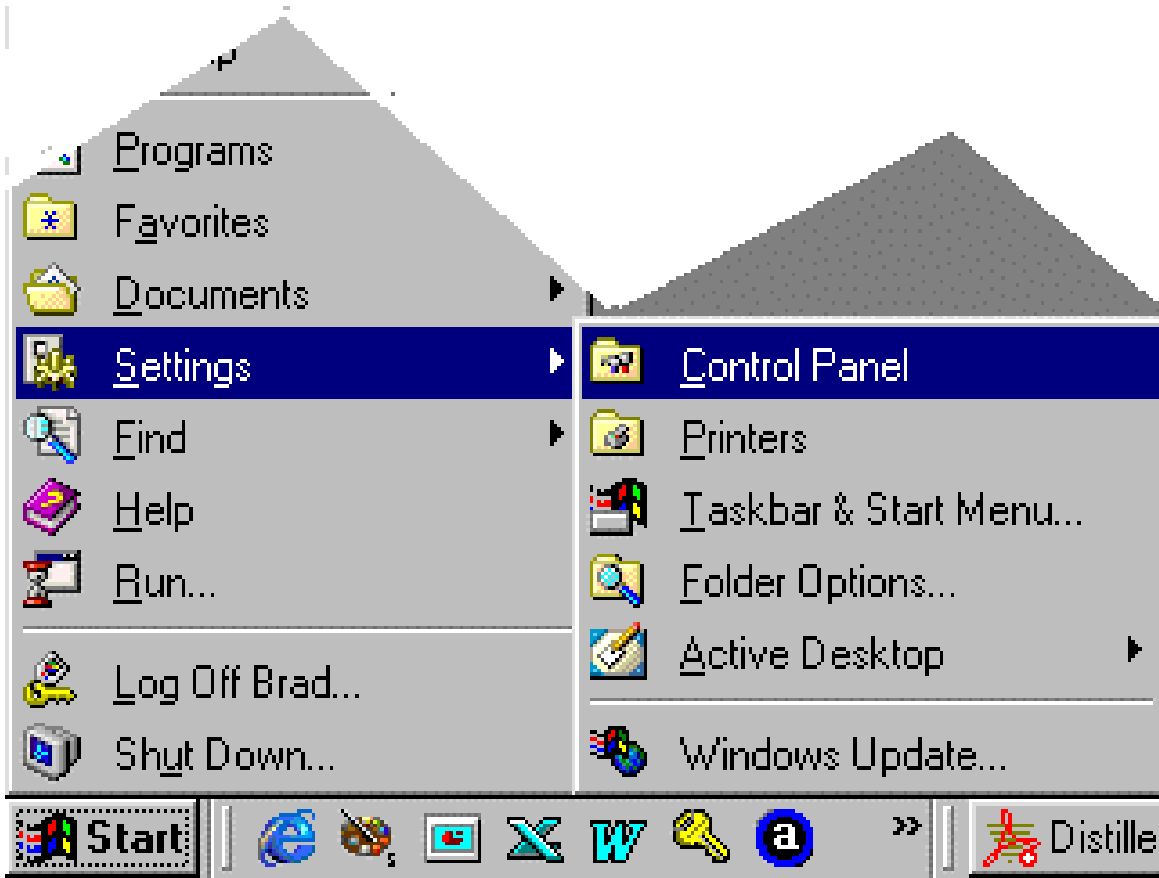 Programs
Favorites
Documents
Settings
Find
Help
Run...
Log Off Brad...
Shut Down...
Control Panel
Printers
Taskbar & Start Menu...
Folder Options...
Active Desktop
Windows Update...
Start
a
»
Distille